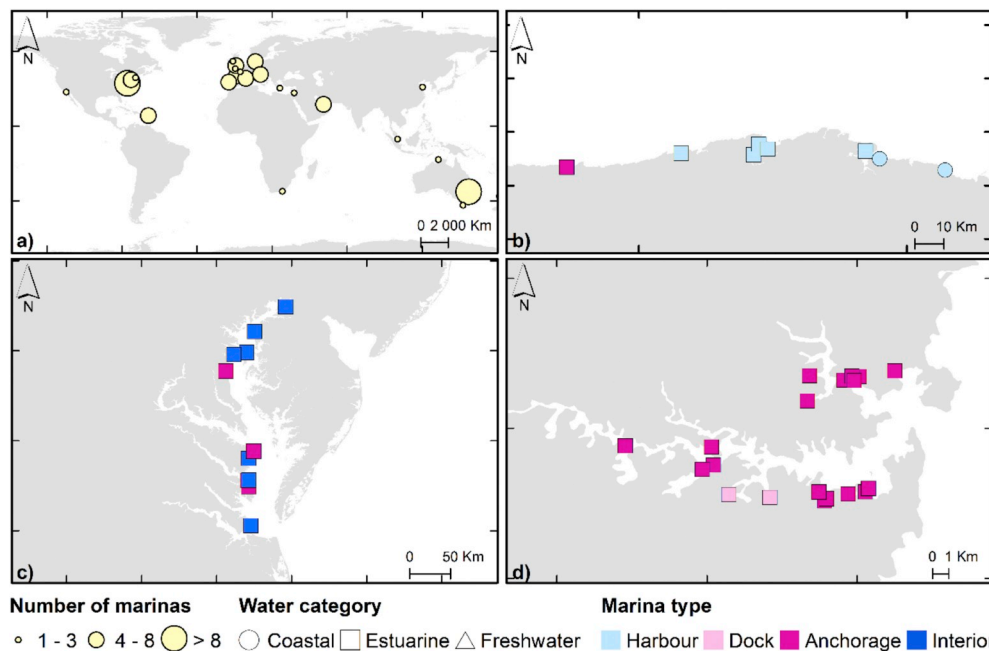 N
N
0 2 000 Km
a)
0 10 Km
b)
N
N
0 50 Km
c)
0 1 Km
d)
Number of marinas Water category Marina type
1 - 3 4 - 8 > 8 Coastal Estuarine Freshwater Harbour Dock Anchorage Interior